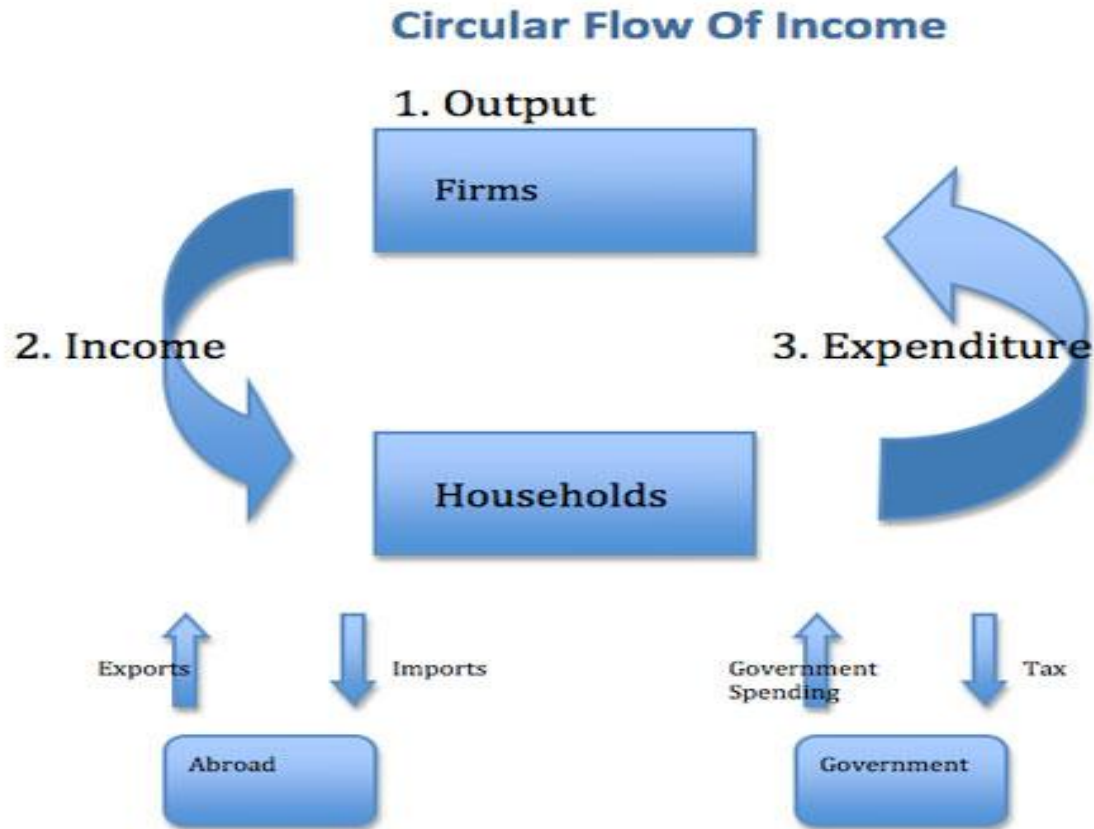 Circular Flow Of Income
1. Output
Firms
2. Income
3. Expenditure
Households
Exports
Imports
Government
Spending
Tax
Abroad
Government